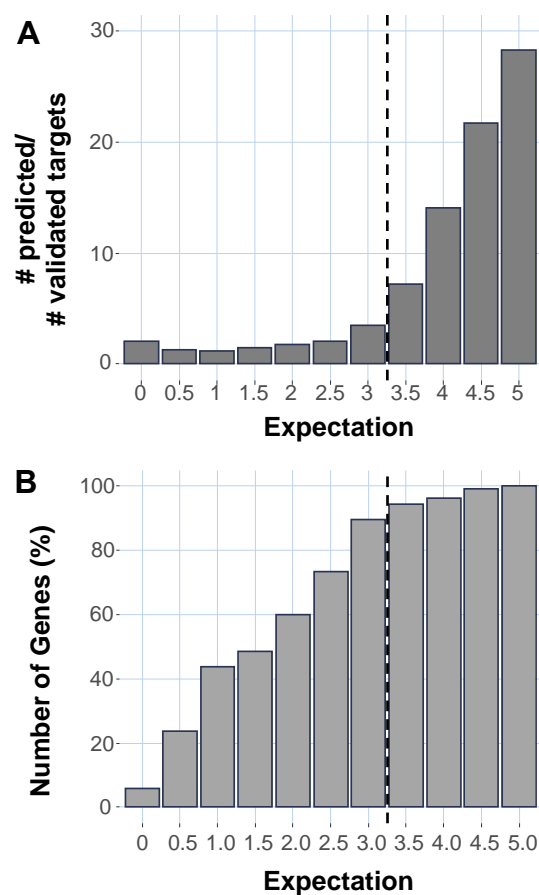 A
# predicted/
# validated targets
30
20
10
0
0 0.5 1 1.5 2 2.5 3 3.5 4 4.5 5
Expectation
B
Number of Genes (%)
100
80
60
40
20
0
0 0.5 1.0 1.5 2.0 2.5 3.0 3.5 4.0 4.5 5.0
Expectation